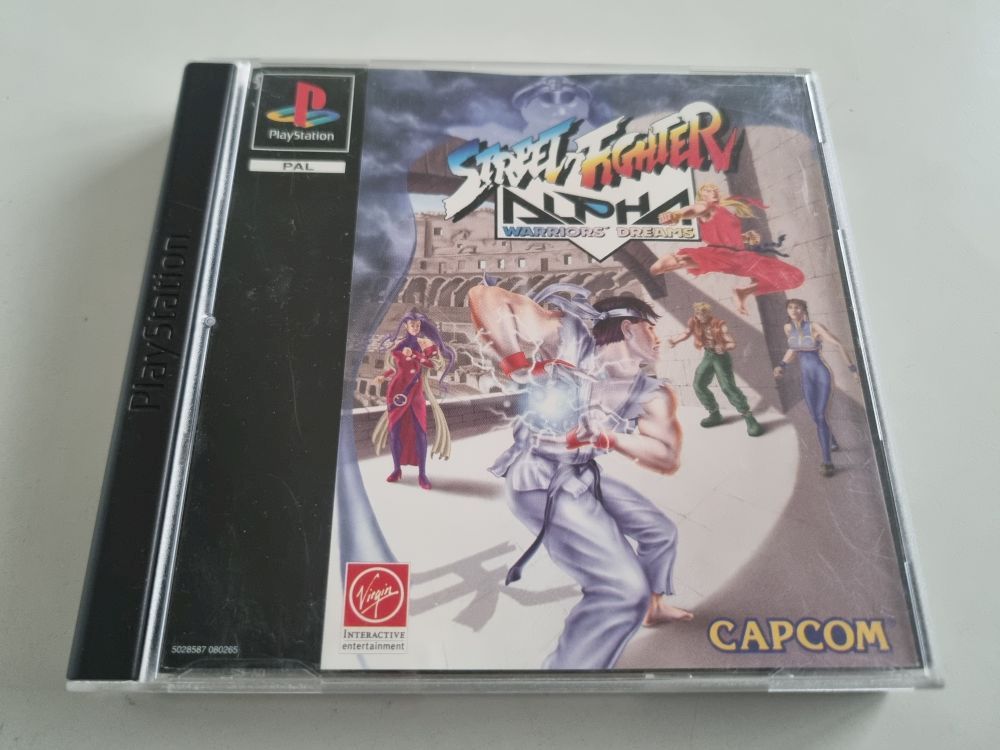 PlayStation
PAL
STREET FIGHTER
ALPHA
WARRIORS' DREAMS
PlayStation
Virgin
INTERACTIVE
entertainment
CAPCOM
5028587 080265